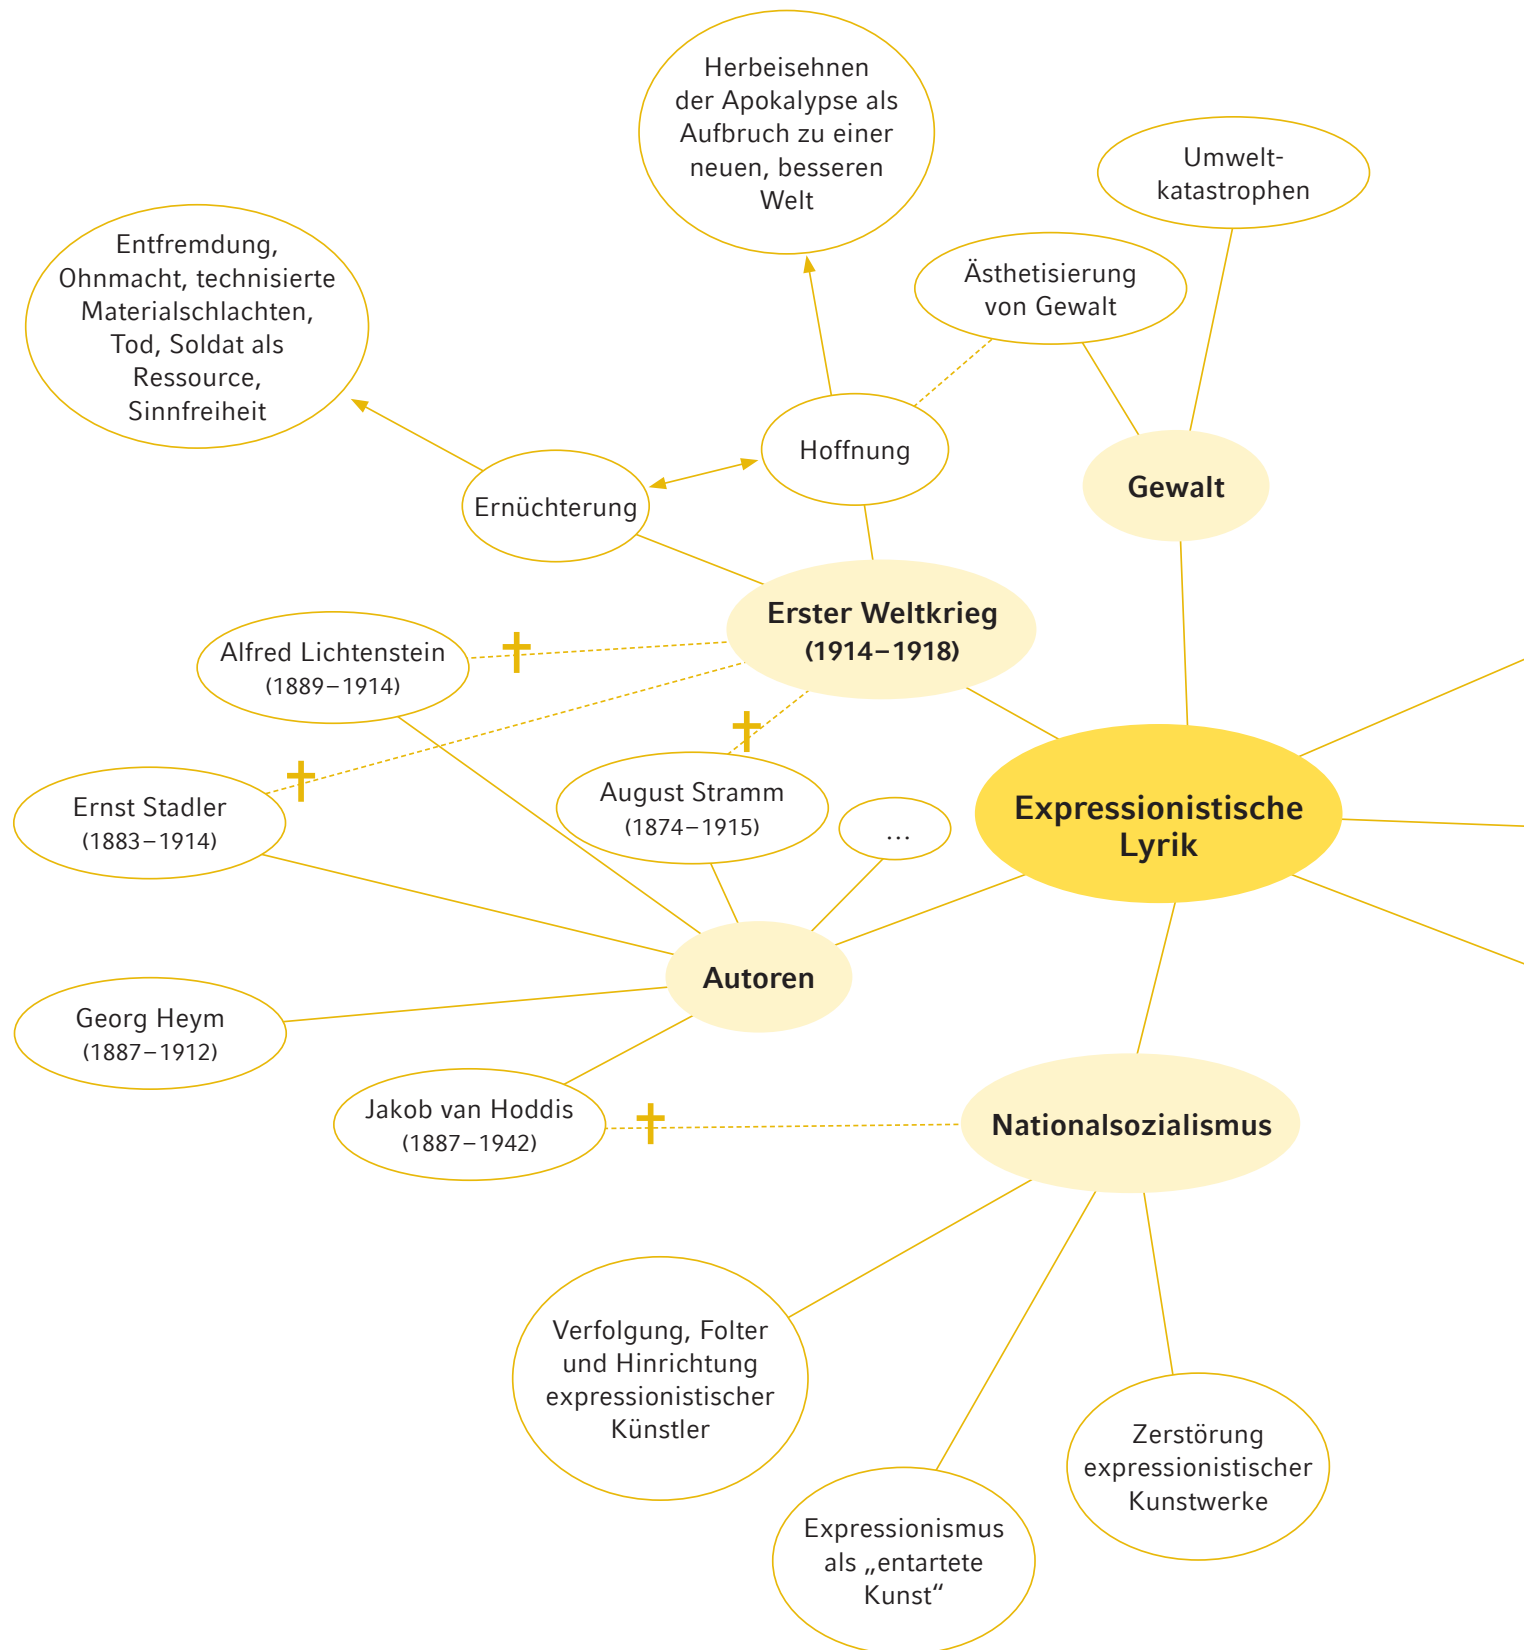 Herbeisehnen
der Apokalypse als
Aufbruch zu einer
neuen, besseren
Welt
Umwelt-
katastrophen
Entfremdung,
Ohnmacht, technisierte
Materialschlachten,
Tod, Soldat als
Ressource,
Sinnfreiheit
Ästhetisierung
von Gewalt
Hoffnung
Ernüchterung
Gewalt
Erster Weltkrieg
(1914–1918)
Alfred Lichtenstein
(1889–1914)
Ernst Stadler
(1883–1914)
August Stramm
(1874–1915)
...
Expressionistische
Lyrik
Autoren
Georg Heym
(1887–1912)
Jakob van Hoddis
(1887–1942)
Nationalsozialismus
Verfolgung, Folter
und Hinrichtung
expressionistischer
Künstler
Expressionismus
als „entartete
Kunst“
Zerstörung
expressionistischer
Kunstwerke